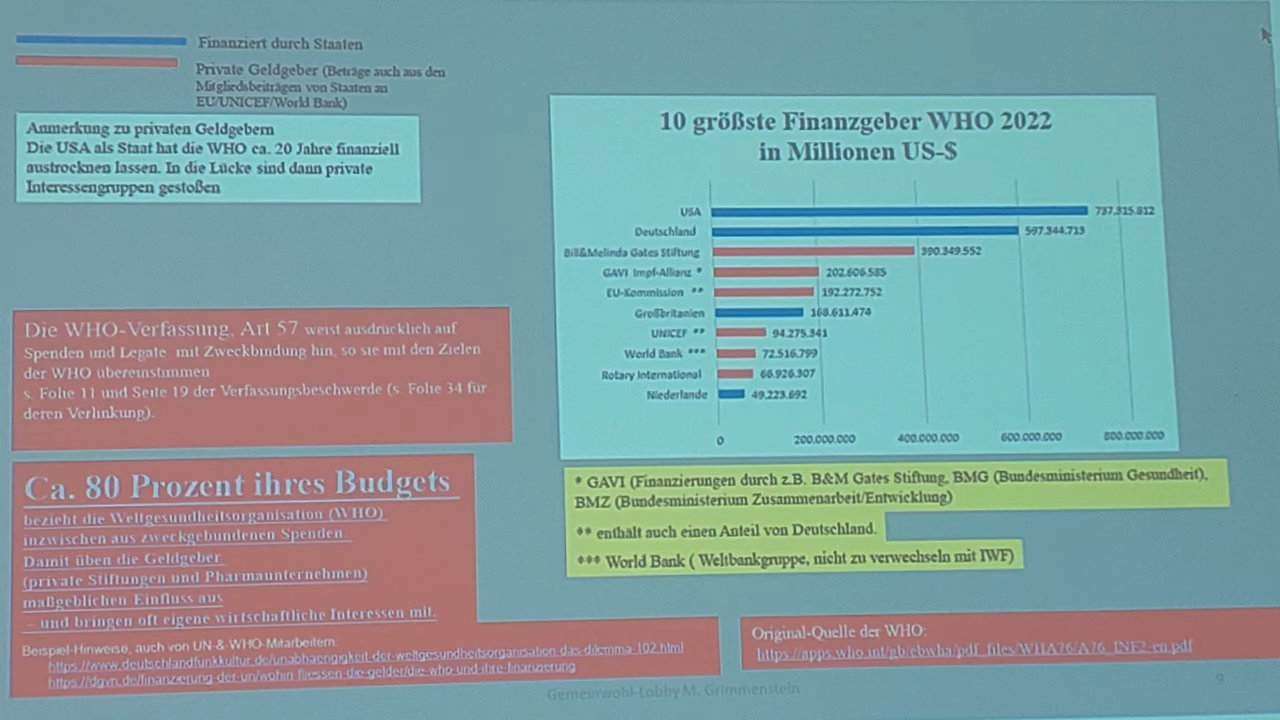 Finanziert durch Staaten
Private Geldgeber (Beträge auch aus den
Mitgliedsbeiträgen von Staaten an
EU/UNICEF/World Bank)
Anmerkung zu privaten Geldgebern
Die USA als Staat hat die WHO ca. 20 Jahre finanziell
austrocknen lassen. In die Lücke sind dann private
Interessengruppen gestoßen
10 größste Finanzgeber WHO 2022
in Millionen US-$
USA 737.315.812
Deutschland 597.344.713
Bill&Melinda Gates Stiftung 390.349.552
GAVI Impf-Allianz * 202.606.585
EU-Kommission ** 192.272.752
Großbritanien 168.611.474
UNICEF ** 94.275.341
World Bank *** 72.516.799
Rotary International 66.926.307
Niederlande 49.223.692
0 200.000.000 400.000.000 600.000.000 800.000.000
Die WHO-Verfassung, Art 57 weist ausdrücklich auf
Spenden und Legate mit Zweckbindung hin, so sie mit den Zielen
der WHO übereinstimmen
s. Folie 11 und Seite 19 der Verfassungsbeschwerde (s. Folie 34 für
deren Verlinkung).
Ca. 80 Prozent ihres Budgets
bezieht die Weltgesundheitsorganisation (WHO)
inzwischen aus zweckgebundenen Spenden.
Damit üben die Geldgeber
(private Stiftungen und Pharmaunternehmen)
maßgeblichen Einfluss aus
– und bringen oft eigene wirtschaftliche Interessen mit.
Beispiel-Hinweise, auch von UN-&-WHO-Mitarbeitern:
https://www.deutschlandfunkkultur.de/unabhaengigkeit-der-weltgesundheitsorganisation-das-dilemma-102.html
https://dgvn.de/finanzierung-der-un/wohin-fliessen-die-gelder/die-who-und-ihre-finanzierung
* GAVI (Finanzierungen durch z.B. B&M Gates Stiftung, BMG (Bundesministerium Gesundheit),
BMZ (Bundesministerium Zusammenarbeit/Entwicklung)
** enthält auch einen Anteil von Deutschland.
*** World Bank ( Weltbankgruppe, nicht zu verwechseln mit IWF)
Original-Quelle der WHO:
https://apps.who.int/gb/ebwha/pdf_files/WHA76/A76_INF2-en.pdf
Gemeinwohl-Lobby M. Grimmenstein
9